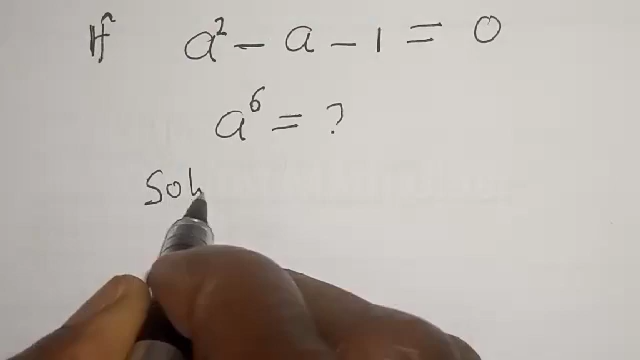 If a² - a - 1 = 0
a⁶ = ?
Sol